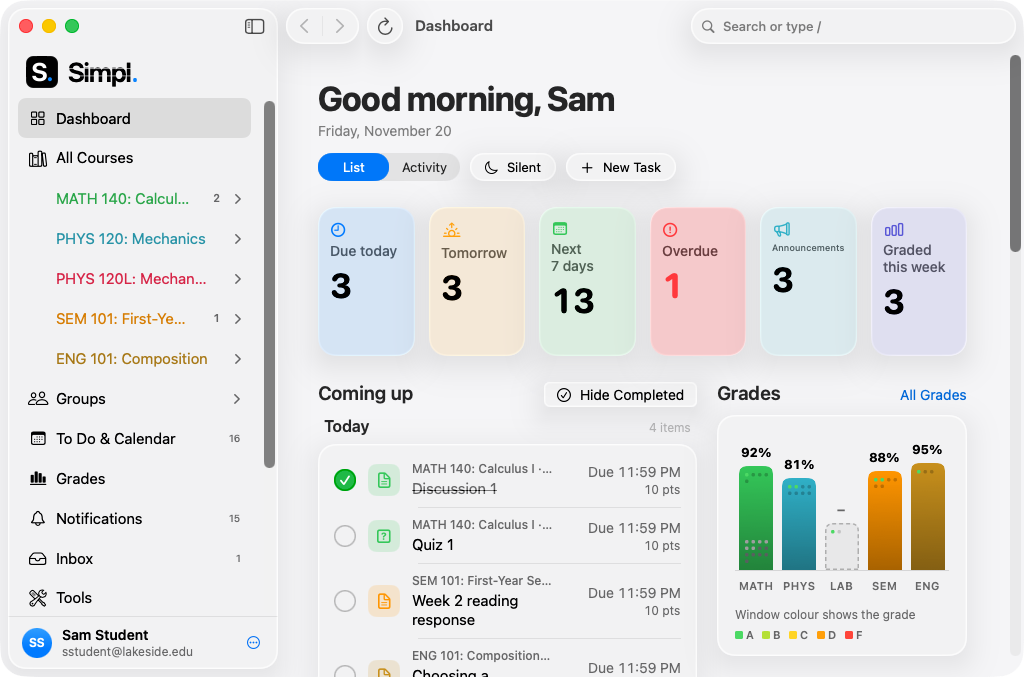 Dashboard
Search or type /
S.
Simpl.
Dashboard
All Courses
MATH 140: Calcul... 2
PHYS 120: Mechanics
PHYS 120L: Mechan...
SEM 101: First-Ye... 1
ENG 101: Composition
Groups
To Do & Calendar 16
Grades
Notifications 15
Inbox 1
Tools
SS
Sam Student
sstudent@lakeside.edu
Good morning, Sam
Friday, November 20
List Activity Silent + New Task
Due today
3
Tomorrow
3
Next
7 days
13
Overdue
1
Announcements
3
Graded
this week
3
Coming up
Hide Completed
Today
4 items
MATH 140: Calculus I ·...
Discussion 1
Due 11:59 PM
10 pts
MATH 140: Calculus I ·...
Quiz 1
Due 11:59 PM
10 pts
SEM 101: First-Year Se...
Week 2 reading
response
Due 11:59 PM
10 pts
ENG 101: Composition...
Choosing a
Due 11:59 PM
Grades
All Grades
92% 81% – 88% 95%
MATH PHYS LAB SEM ENG
Window colour shows the grade
A B C D F